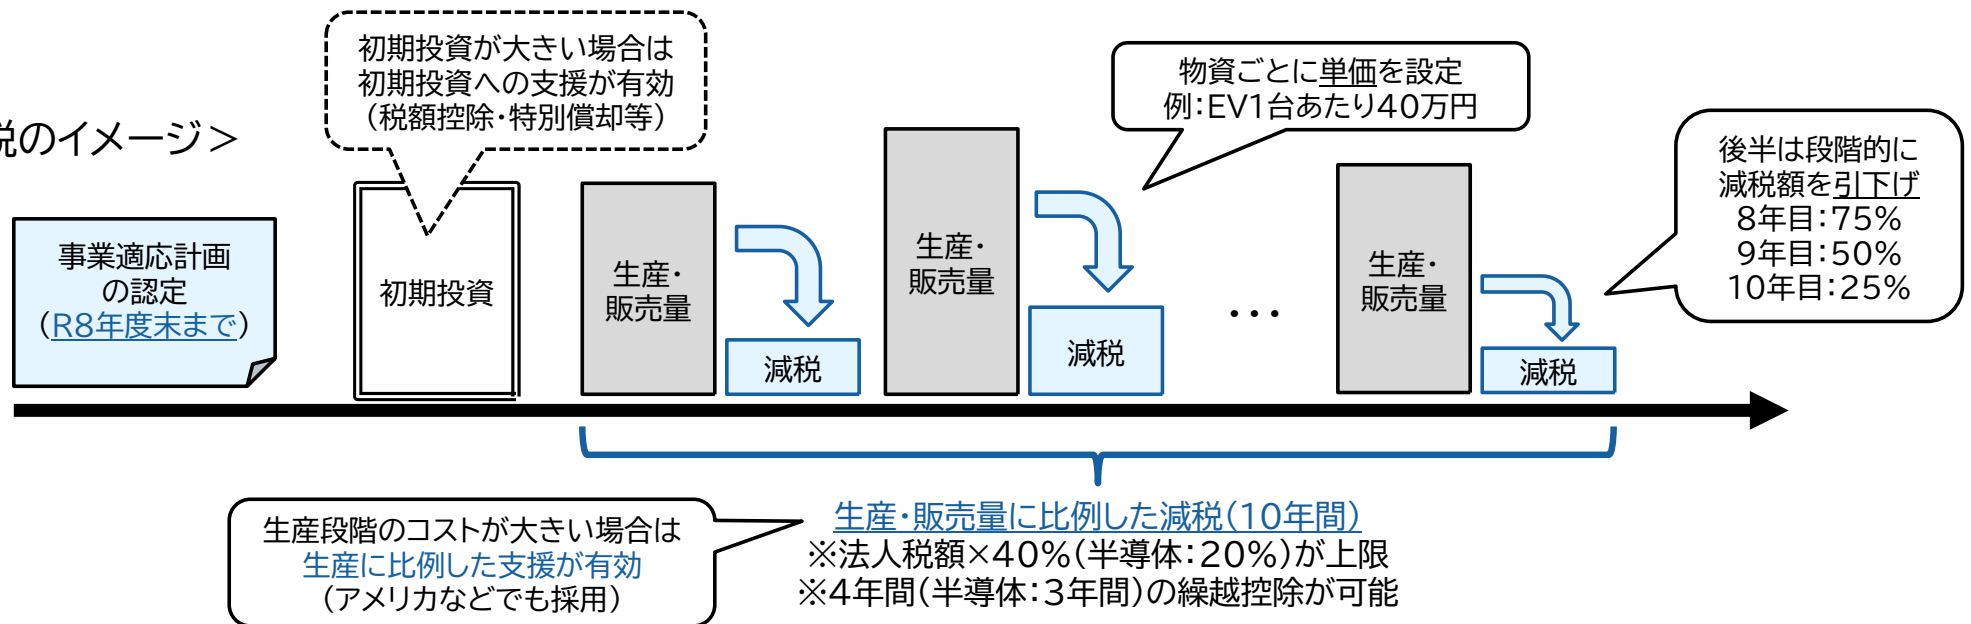 税のイメージ＞
事業適応計画
の認定
（R8年度末まで）
初期投資が大きい場合は
初期投資への支援が有効
（税額控除・特別償却等）
初期投資
生産・
販売量
減税
生産・
販売量
減税
物資ごとに単価を設定
例：EV1台あたり40万円
・・・
生産・
販売量
減税
後半は段階的に
減税額を引下げ
8年目：75%
9年目：50%
10年目：25%
生産段階のコストが大きい場合は
生産に比例した支援が有効
（アメリカなどでも採用）
生産・販売量に比例した減税（10年間）
※法人税額×40%（半導体：20%）が上限
※4年間（半導体：3年間）の繰越控除が可能